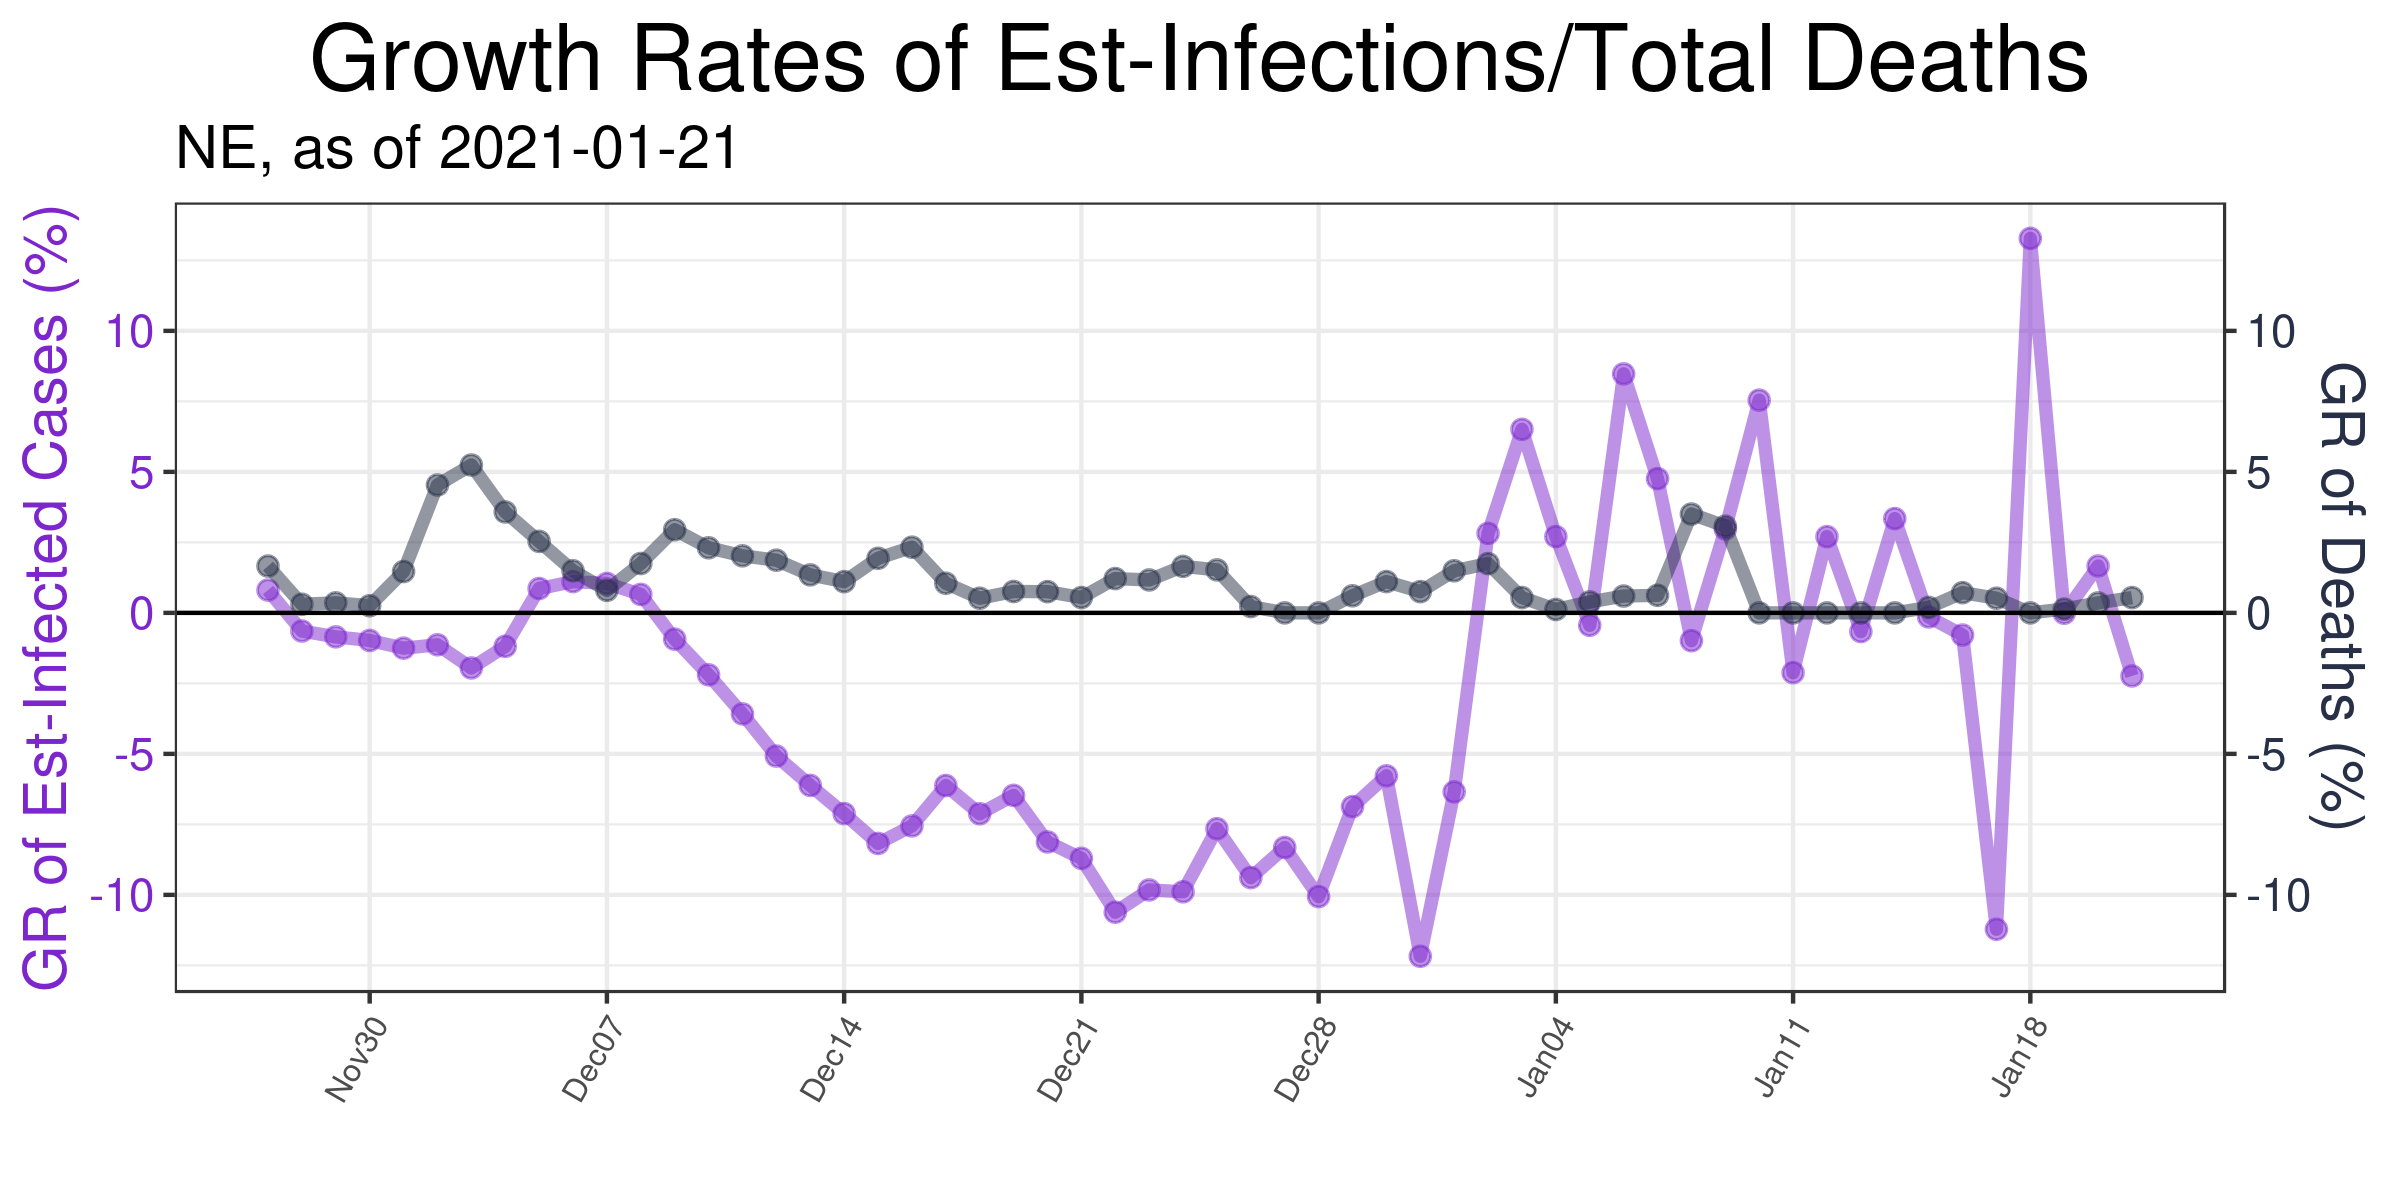 Growth Rates of Est-Infections/Total Deaths
NE, as of 2021-01-21
GR of Est-Infected Cases (%)
10
5
0
-5
-10
10
5
0
-5
-10
GR of Deaths (%)
Nov30
Dec07
Dec14
Dec21
Dec28
Jan04
Jan11
Jan18